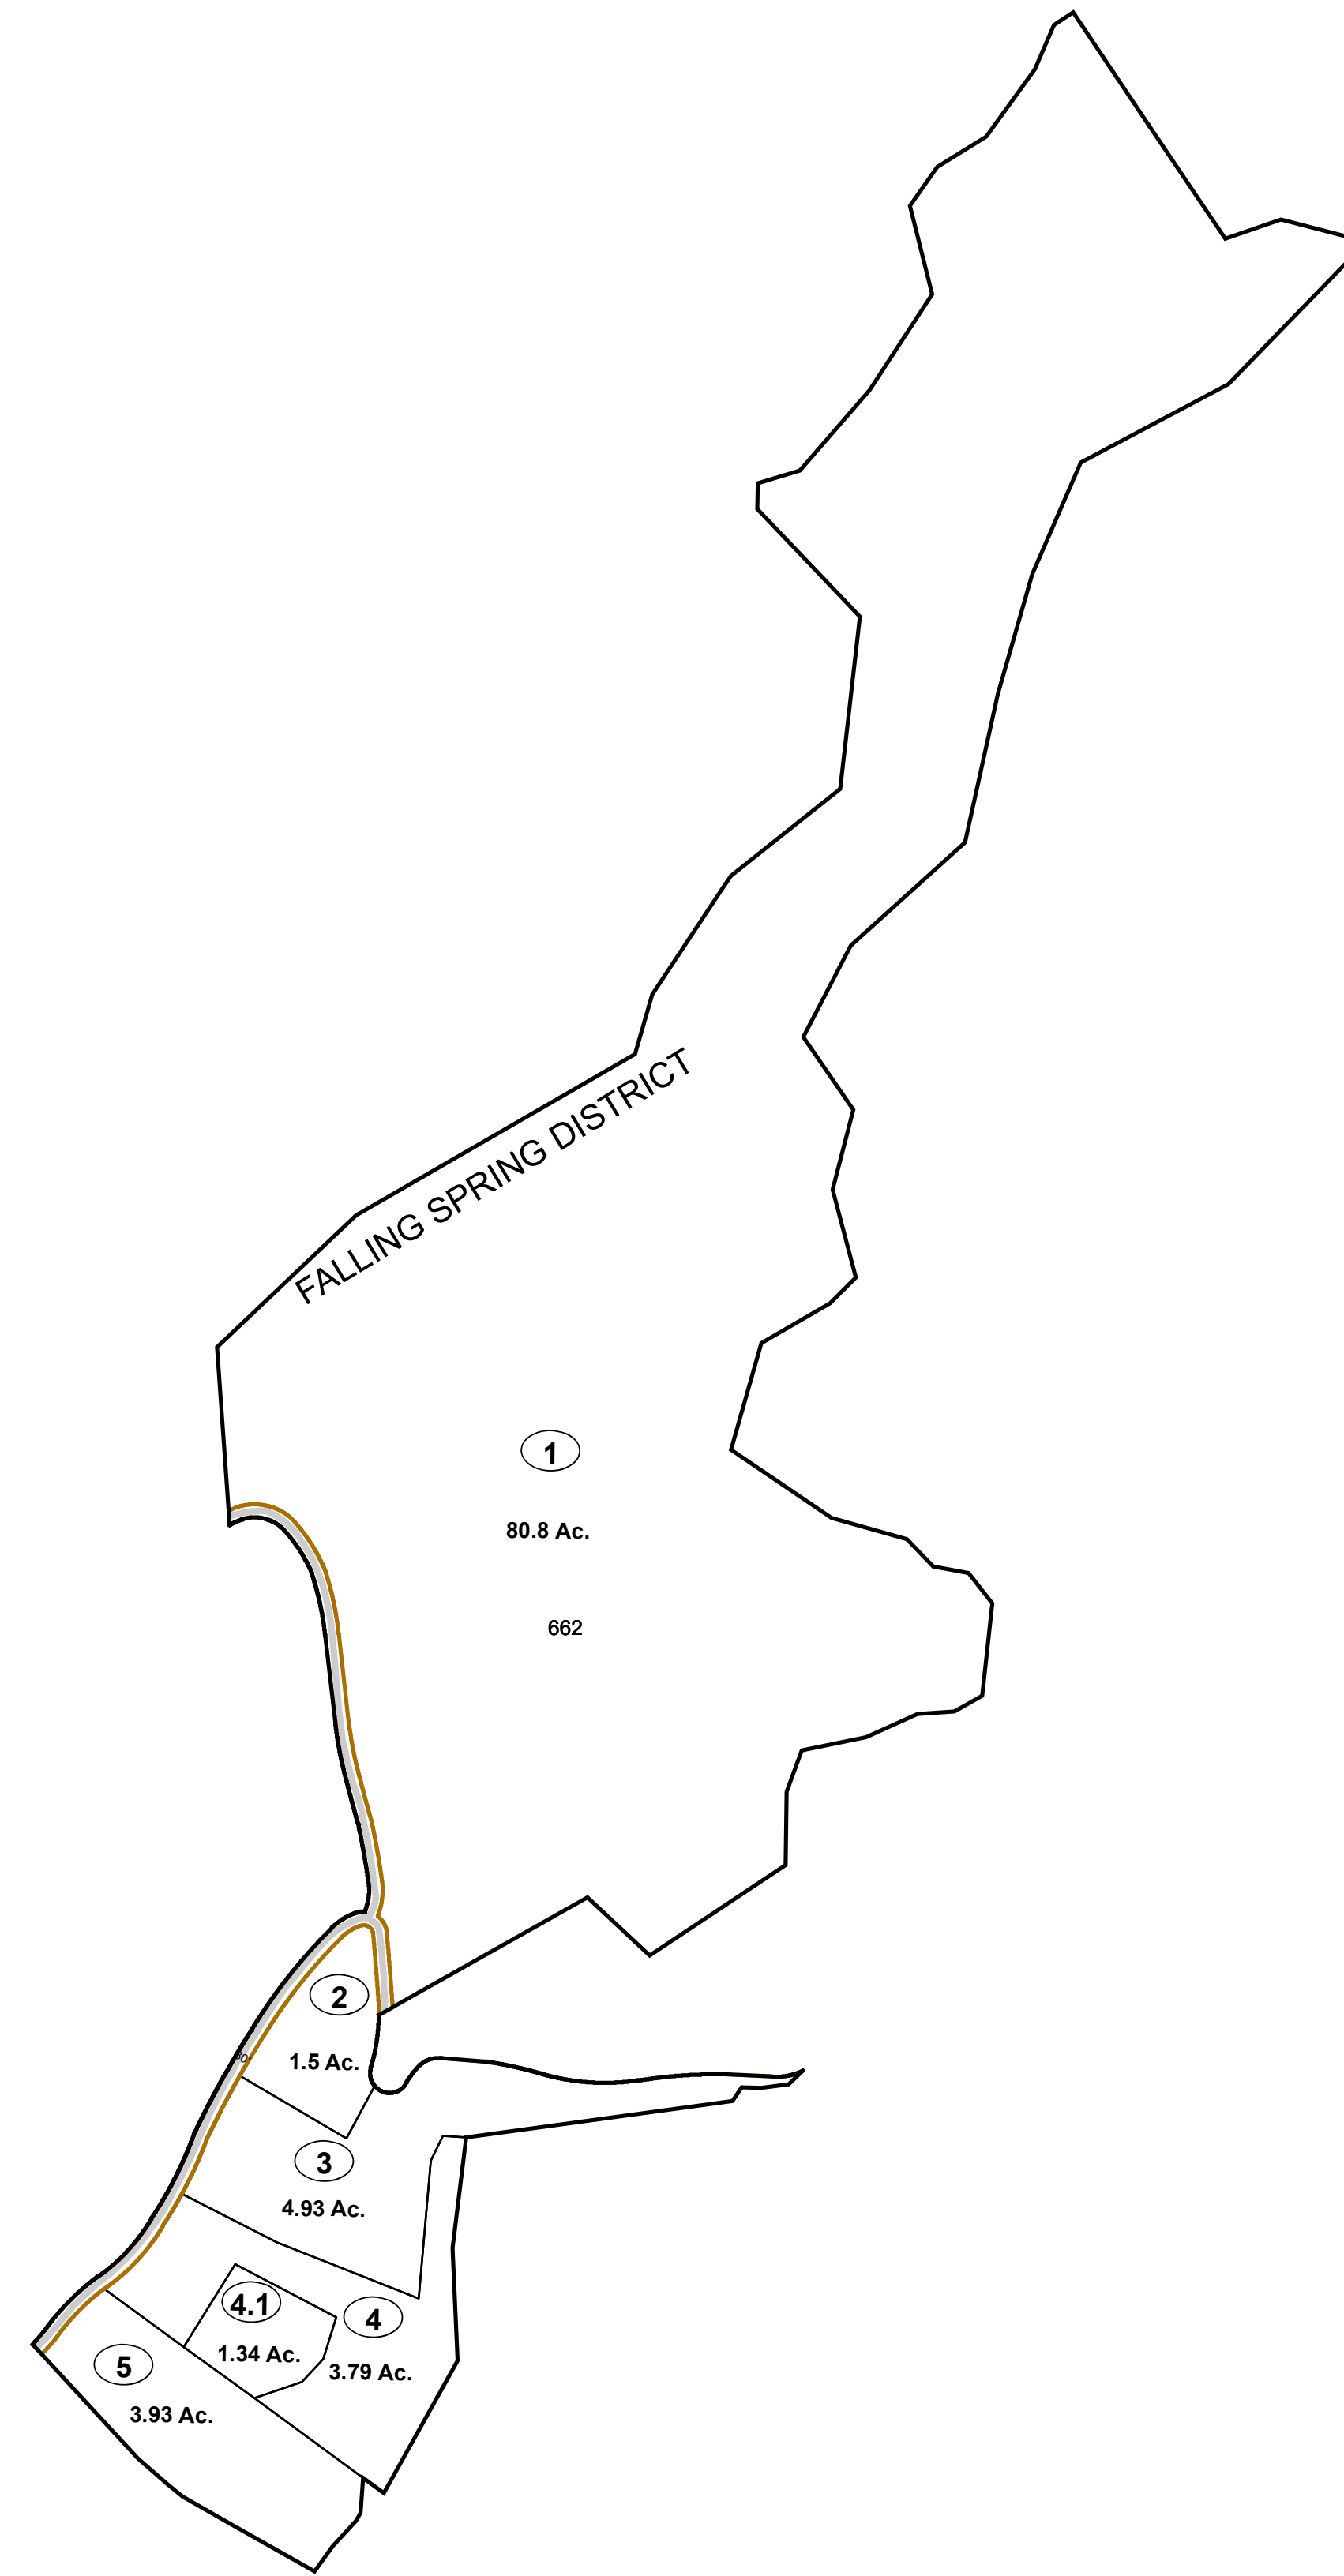 FALLING SPRING DISTRICT
1
80.8 Ac.
662
2
1.5 Ac.
3
4.93 Ac.
4.1
4
1.34 Ac.
3.79 Ac.
5
3.93 Ac.